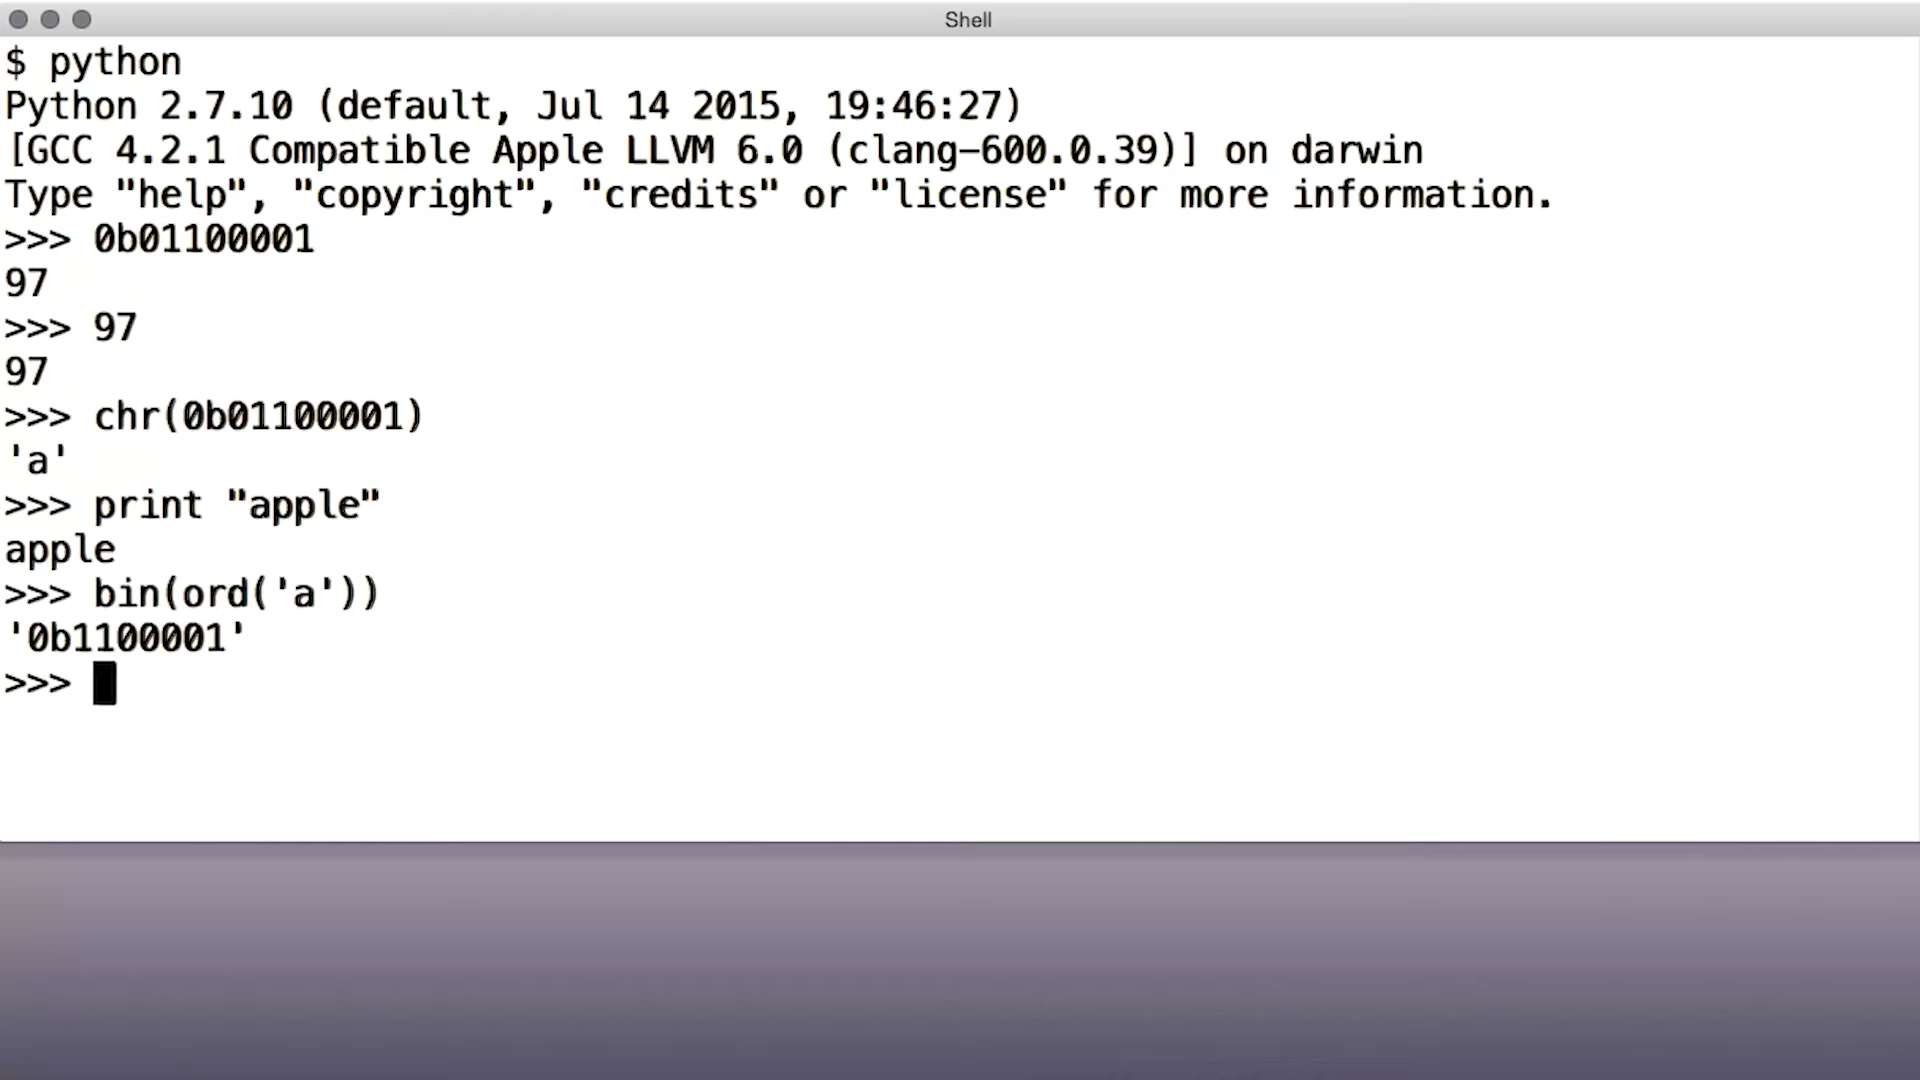 Shell
$ python
Python 2.7.10 (default, Jul 14 2015, 19:46:27)
[GCC 4.2.1 Compatible Apple LLVM 6.0 (clang-600.0.39)] on darwin
Type "help", "copyright", "credits" or "license" for more information.
>>> 0b01100001
97
>>> 97
97
>>> chr(0b01100001)
'a'
>>> print "apple"
apple
>>> bin(ord('a'))
'0b1100001'
>>>